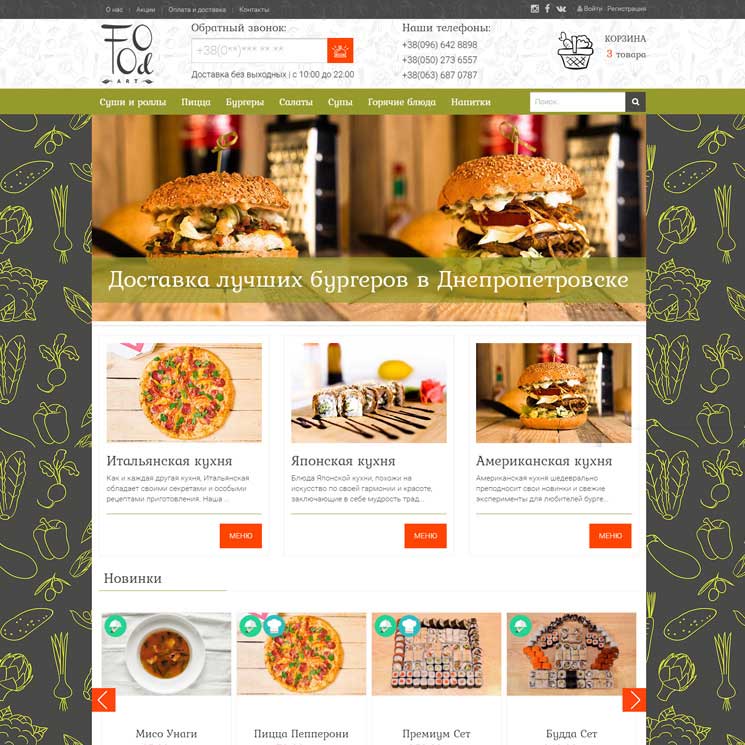 О нас | Акции | Оплата и доставка | Контакты
Войти Регистрация
FOOD
ART
Обратный звонок:
+38(0**)*** ** **
Доставка без выходных | с 10:00 до 22:00
Наши телефоны:
+38(096) 642 8898
+38(050) 273 6557
+38(063) 687 0787
КОРЗИНА
3 товара
Суши и роллы Пицца Бургеры Салаты Супы Горячие блюда Напитки
Поиск..
Доставка лучших бургеров в Днепропетровске
Итальянская кухня
Как и каждая другая кухня, Итальянская
обладает своими секретами и особыми
рецептами приготовления. Наша ...
МЕНЮ
Японская кухня
Блюда Японской кухни, похожи на
искусство по своей гармонии и красоте,
заключающие в себе мудрость трад...
МЕНЮ
Американская кухня
Американская кухня шедеврально
преподносит свои новинки и свежие
эксперименты для любителей бурге...
МЕНЮ
Новинки
Мисо Унаги
Пицца Пепперони
Премиум Сет
Будда Сет